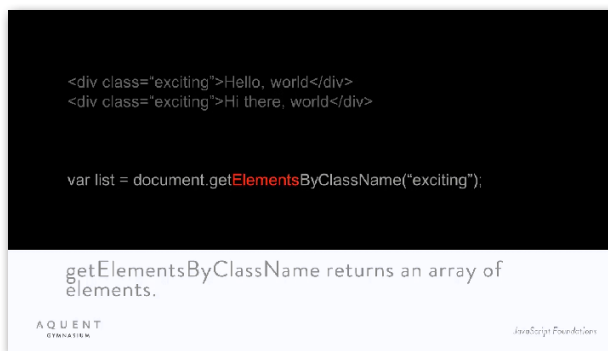 <div class=“exciting”>Hello, world</div>
<div class=“exciting”>Hi there, world</div>
var list = document.getElementsByClassName(“exciting”);
getElementsByClassName returns an array of
elements.
AQUENT
GYMNASIUM
JavaScript Foundations